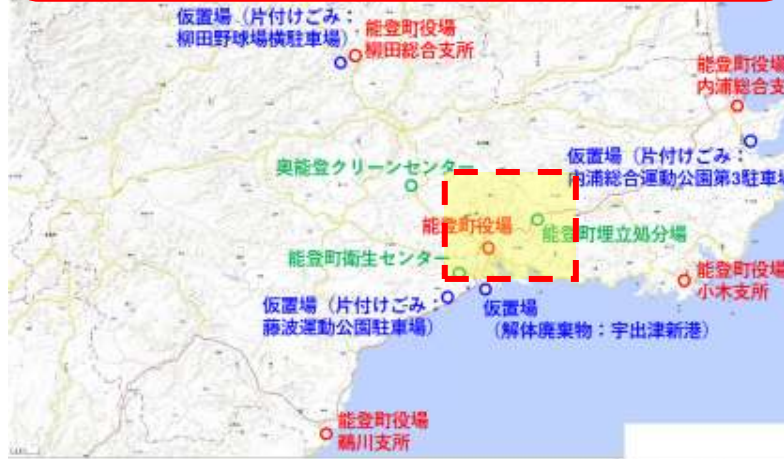 仮置場（片付けごみ：
柳田野球場横駐車場）
能登町役場
柳田総合支所
能登町役場
内浦総合支
仮置場（片付けごみ：
内浦総合運動公園第3駐車場
奥能登クリーンセンター
能登町役場
能登町埋立処分場
能登町衛生センター
能登町役場
小木支所
仮置場（片付けごみ：
藤波運動公園駐車場）
仮置場
（解体廃棄物：宇出津新港）
能登町役場
鵜川支所